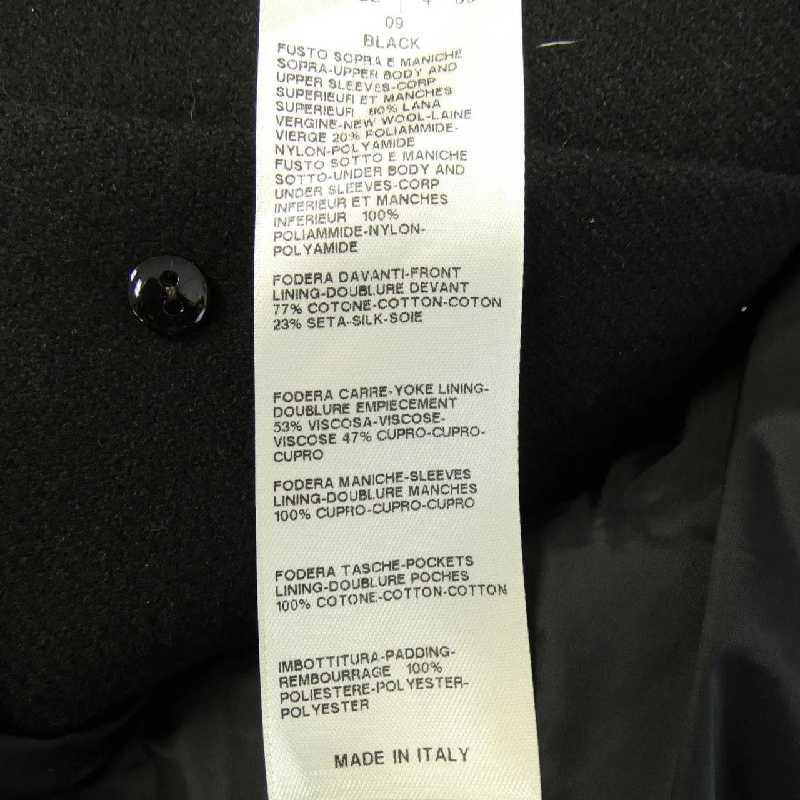 09
BLACK
FUSTO SOPRA E MANICHE
SOPRA-UPPER BODY AND
UPPER SLEEVES-CORP
SUPERIEUR ET MANCHES
SUPERIEUR 80% LANA
VERGINE-NEW WOOL-LAINE
VIERGE 20% POLIAMMIDE-
NYLON-POLYAMIDE
FUSTO SOTTO E MANICHE
SOTTO-UNDER BODY AND
UNDER SLEEVES-CORP
INFERIEUR ET MANCHES
INFERIEUR 100%
POLIAMMIDE-NYLON-
POLYAMIDE
FODERA DAVANTI-FRONT
LINING-DOUBLURE DEVANT
77% COTONE-COTTON-COTON
23% SETA-SILK-SOIE
FODERA CARRE-YOKE LINING-
DOUBLURE EMPIECEMENT
53% VISCOSA-VISCOSE-
VISCOSE 47% CUPRO-CUPRO-
CUPRO
FODERA MANICHE-SLEEVES
LINING-DOUBLURE MANCHES
100% CUPRO-CUPRO-CUPRO
FODERA TASCHE-POCKETS
LINING-DOUBLURE POCHES
100% COTONE-COTTON-COTTON
IMBOTTITURA-PADDING-
REMBOURRAGE 100%
POLIESTERE-POLYESTER-
POLYESTER
MADE IN ITALY